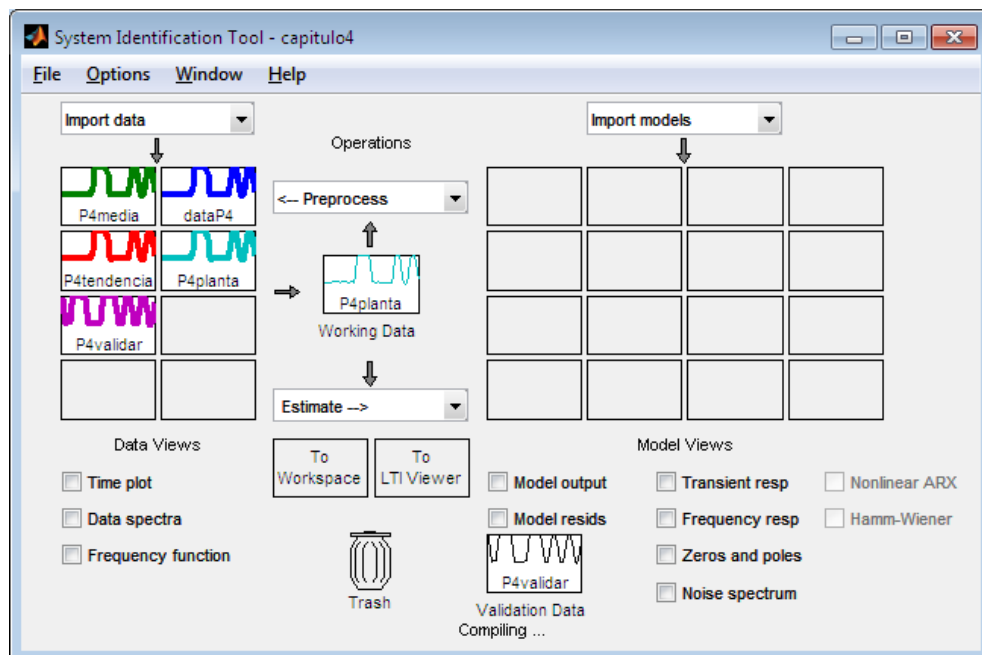 System Identification Tool - capitulo4
File Options Window Help
Import data
Import models
Operations
P4media
dataP4
<-- Preprocess
P4tendencia
P4planta
P4planta
Working Data
P4validar
Estimate -->
Data Views
To Workspace
To LTI Viewer
Model Views
Time plot
Model output
Transient resp
Nonlinear ARX
Data spectra
Model resids
Frequency resp
Hamm-Wiener
Frequency function
P4validar
Zeros and poles
Trash
Validation Data
Noise spectrum
Compiling ...